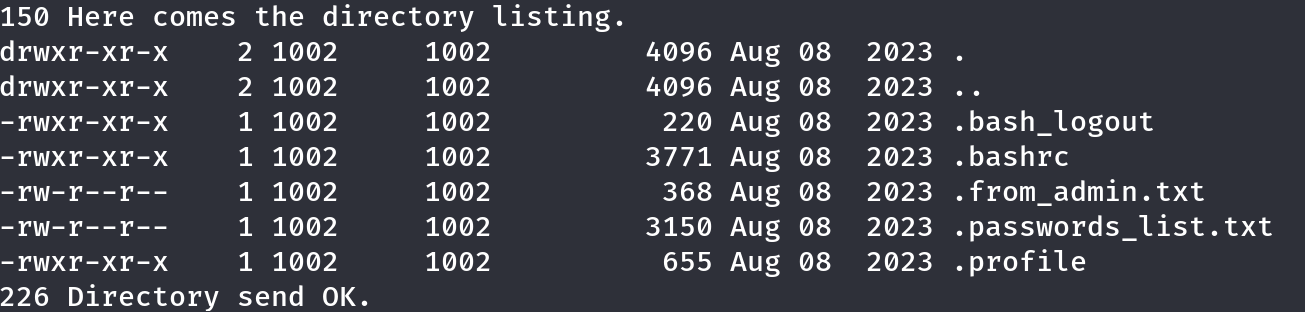 150 Here comes the directory listing.
drwxr-xr-x    2 1002     1002         4096 Aug 08  2023 .
drwxr-xr-x    2 1002     1002         4096 Aug 08  2023 ..
-rwxr-xr-x    1 1002     1002          220 Aug 08  2023 .bash_logout
-rwxr-xr-x    1 1002     1002         3771 Aug 08  2023 .bashrc
-rw-r--r--    1 1002     1002          368 Aug 08  2023 .from_admin.txt
-rw-r--r--    1 1002     1002         3150 Aug 08  2023 .passwords_list.txt
-rwxr-xr-x    1 1002     1002          655 Aug 08  2023 .profile
226 Directory send OK.